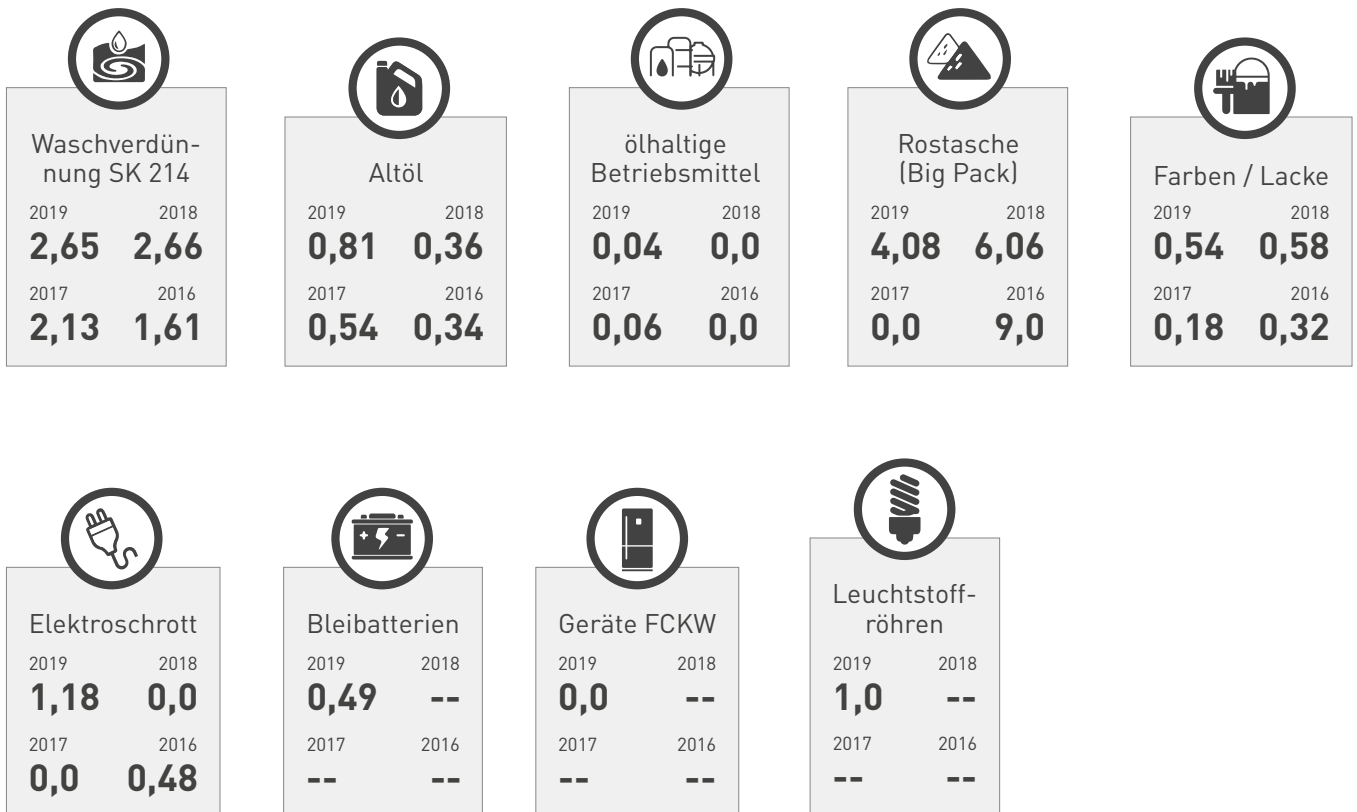 Waschverdün-
nung SK 214
2019 2018
2,65 2,66
2017 2016
2,13 1,61
Altöl
2019 2018
0,81 0,36
2017 2016
0,54 0,34
ölhaltige
Betriebsmittel
2019 2018
0,04 0,0
2017 2016
0,06 0,0
Rostasche
(Big Pack)
2019 2018
4,08 6,06
2017 2016
0,0 9,0
Farben / Lacke
2019 2018
0,54 0,58
2017 2016
0,18 0,32
Elektroschrott
2019 2018
1,18 0,0
2017 2016
0,0 0,48
Bleibatterien
2019 2018
0,49 --
2017 2016
-- --
Geräte FCKW
2019 2018
0,0 --
2017 2016
-- --
Leuchtstoff-
röhren
2019 2018
1,0 --
2017 2016
-- --